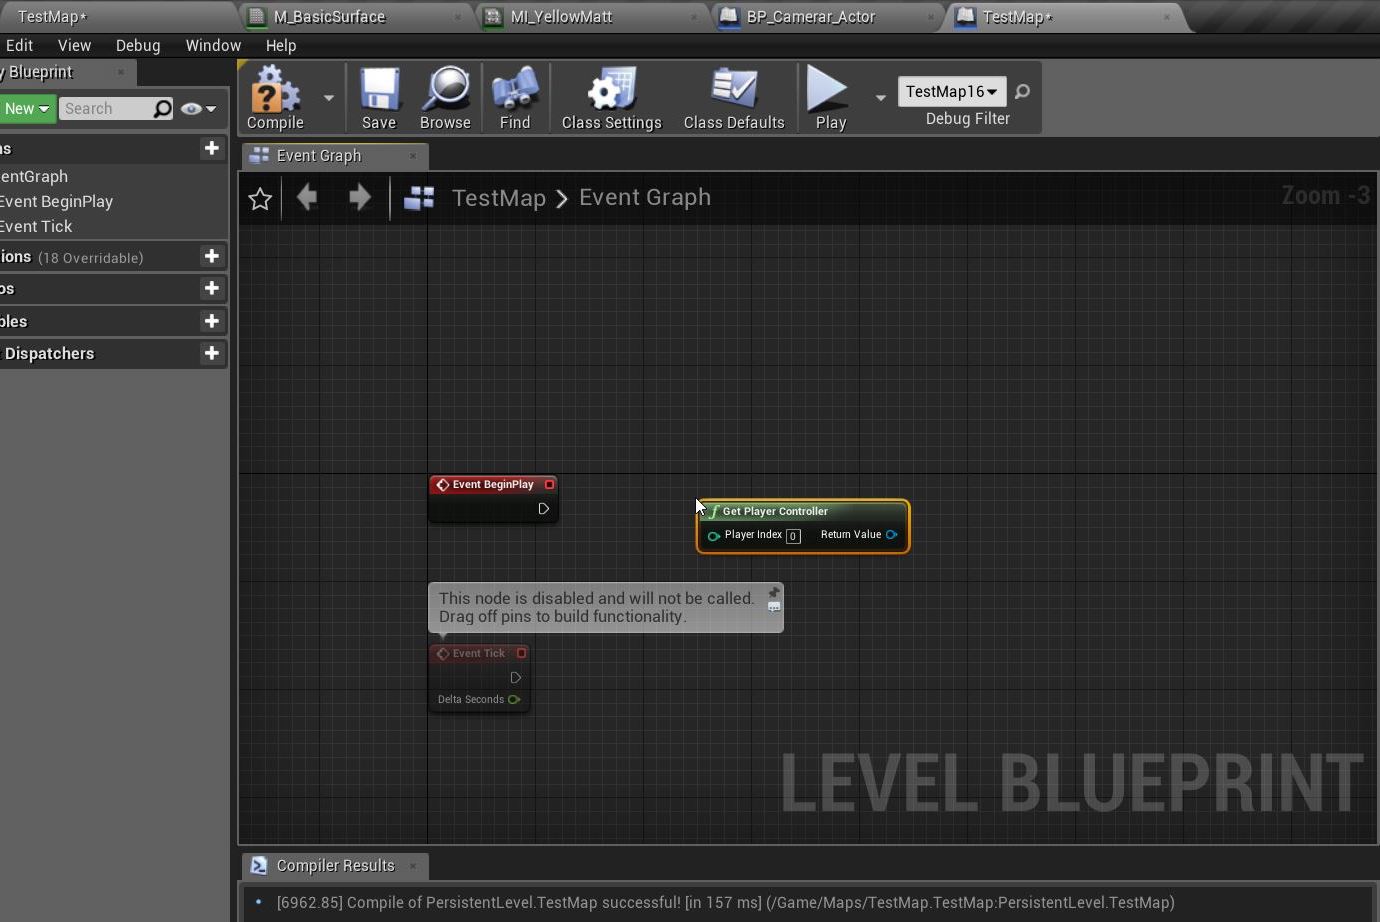 TestMap*
M_BasicSurface
MI_YellowMatt
BP_Camerar_Actor
TestMap*
Edit View Debug Window Help
y Blueprint
New
Search
Compile
Save
Browse
Find
Class Settings
Class Defaults
Play
TestMap16
Debug Filter
ns
entGraph
Event BeginPlay
Event Tick
ions (18 Overridable)
os
bles
Dispatchers
Event Graph
TestMap > Event Graph
Zoom -3
Event BeginPlay
Get Player Controller
Player Index 0 Return Value
This node is disabled and will not be called.
Drag off pins to build functionality.
Event Tick
Delta Seconds
LEVEL BLUEPRINT
Compiler Results
[6962.85] Compile of PersistentLevel.TestMap successful! [in 157 ms] (/Game/Maps/TestMap.TestMap:PersistentLevel.TestMap)